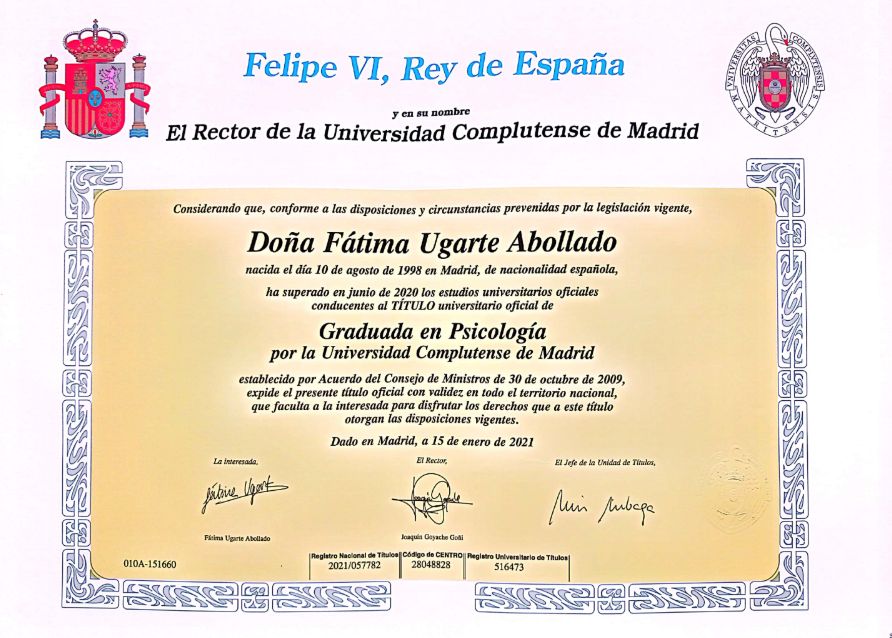 Felipe VI, Rey de España
UNIVERSITAS COMPLUTENSIS
MATRITENSIS
y en su nombre
El Rector de la Universidad Complutense de Madrid
Considerando que, conforme a las disposiciones y circunstancias prevenidas por la legislación vigente,
Doña Fátima Ugarte Abollado
nacida el día 10 de agosto de 1998 en Madrid, de nacionalidad española,
ha superado en junio de 2020 los estudios universitarios oficiales
conducentes al TÍTULO universitario oficial de
Graduada en Psicología
por la Universidad Complutense de Madrid
establecido por Acuerdo del Consejo de Ministros de 30 de octubre de 2009,
expide el presente título oficial con validez en todo el territorio nacional,
que faculta a la interesada para disfrutar los derechos que a este título
otorgan las disposiciones vigentes.
Dado en Madrid, a 15 de enero de 2021
La interesada,
El Rector,
El Jefe de la Unidad de Títulos,
Fátima Ugarte Abollado
Joaquín Goyache Goñi
010A-151660
Registro Nacional de Títulos
2021/057782
Código de CENTRO
28048828
Registro Universitario de Títulos
516473